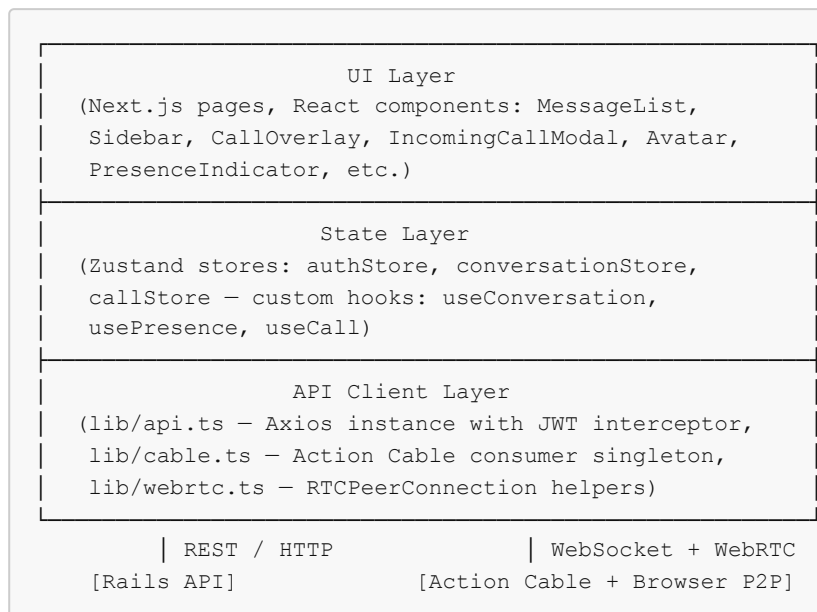 UI Layer
(Next.js pages, React components: MessageList,
Sidebar, CallOverlay, IncomingCallModal, Avatar,
PresenceIndicator, etc.)
State Layer
(Zustand stores: authStore, conversationStore,
callStore — custom hooks: useConversation,
usePresence, useCall)
API Client Layer
(lib/api.ts — Axios instance with JWT interceptor,
lib/cable.ts — Action Cable consumer singleton,
lib/webrtc.ts — RTCPeerConnection helpers)
REST / HTTP WebSocket + WebRTC
[Rails API] [Action Cable + Browser P2P]